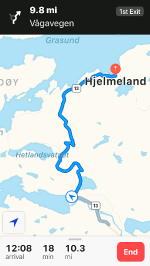 9.8 mi
1st Exit
Vågavegen
Grasund
DØY
13
Hjelmeland
Hetlandsvatnet
13
12:08
18
10.3
End
arrival
min
mi